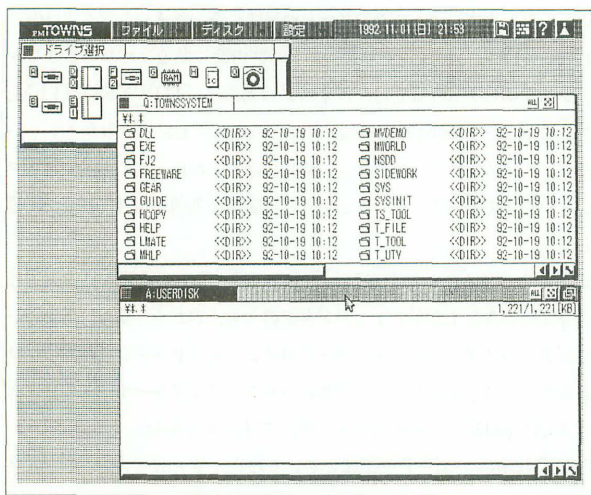 FMTOWNS ファイル ディスク 設定 1992.11.01(日) 21:53
ドライブ選択
A D F G RAM H IC Q
B E
Q:TOWNSSYSTEM ALL
¥*.*
DLL <<DIR>> 92-10-19 10:12 MVDEMO <<DIR>> 92-10-19 10:12
EXE <<DIR>> 92-10-19 10:12 MWORLD <<DIR>> 92-10-19 10:12
FJ2 <<DIR>> 92-10-19 10:12 NSDD <<DIR>> 92-10-19 10:12
FREEWARE <<DIR>> 92-10-19 10:12 SIDEWORK <<DIR>> 92-10-19 10:12
GEAR <<DIR>> 92-10-19 10:12 SYS <<DIR>> 92-10-19 10:12
GUIDE <<DIR>> 92-10-19 10:12 SYSINIT <<DIR>> 92-10-19 10:12
HCOPY <<DIR>> 92-10-19 10:12 TS_TOOL <<DIR>> 92-10-19 10:12
HELP <<DIR>> 92-10-19 10:12 T_FILE <<DIR>> 92-10-19 10:12
LMATE <<DIR>> 92-10-19 10:12 T_TOOL <<DIR>> 92-10-19 10:12
MHLP <<DIR>> 92-10-19 10:12 T_UTY <<DIR>> 92-10-19 10:12
A:USERDISK ALL
¥*.* 1,221/1,221[KB]